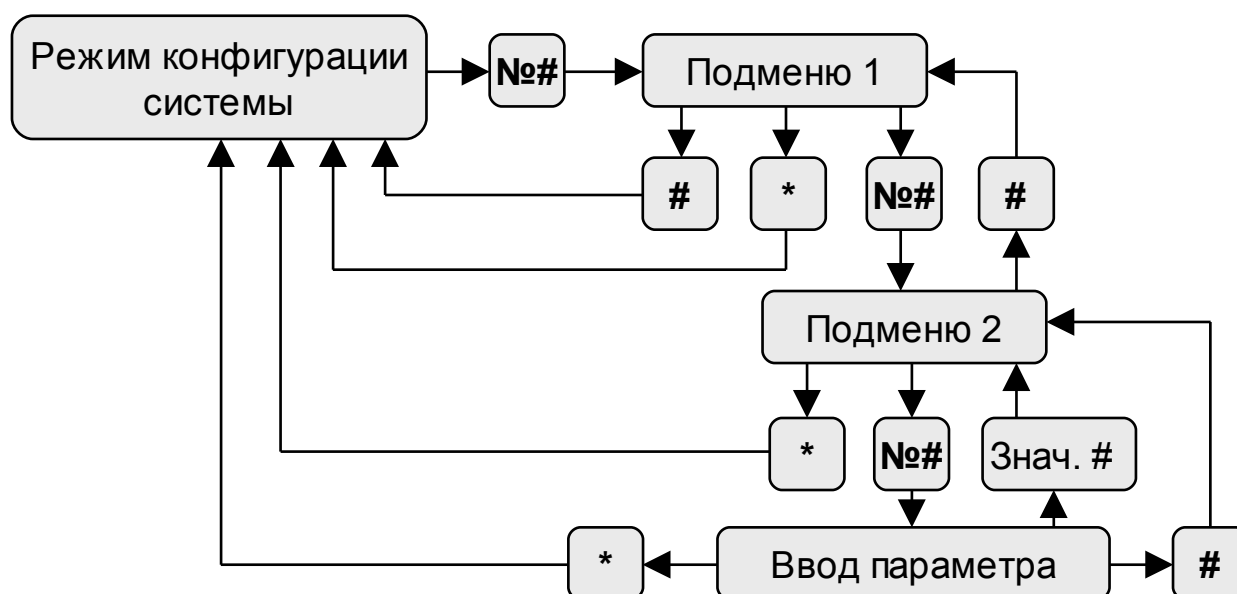 Режим конфигурации
системы
№#
Подменю 1
#
*
№#
#
Подменю 2
*
№#
Знач. #
*
Ввод параметра
#